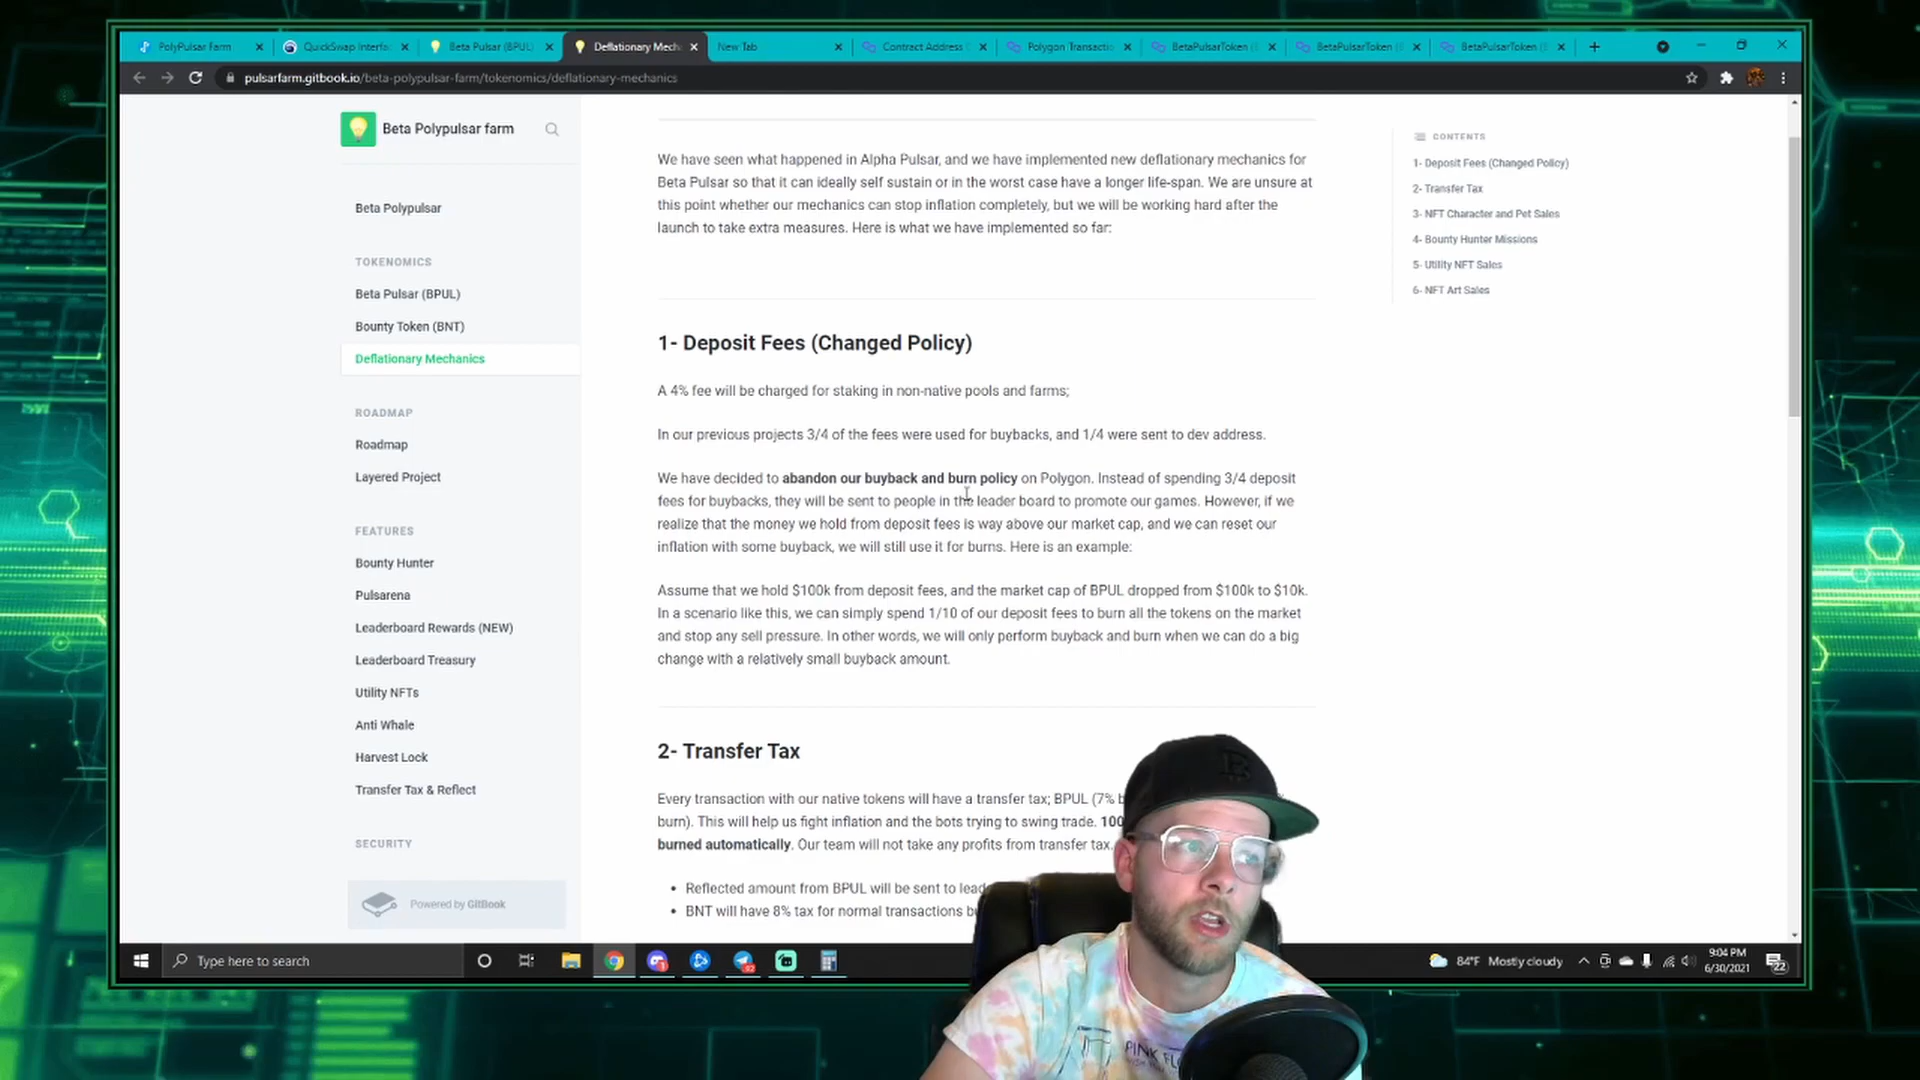 PolyPulsar Farm
QuickSwap Interfac
Beta Pulsar (BPUL)
Deflationary Mech
New Tab
Contract Address
Polygon Transactio
BetaPulsarToken
BetaPulsarToken
BetaPulsarToken
pulsarfarm.gitbook.io/beta-polypulsar-farm/tokenomics/deflationary-mechanics
Beta Polypulsar farm
Beta Polypulsar
TOKENOMICS
Beta Pulsar (BPUL)
Bounty Token (BNT)
Deflationary Mechanics
ROADMAP
Roadmap
Layered Project
FEATURES
Bounty Hunter
Pulsarena
Leaderboard Rewards (NEW)
Leaderboard Treasury
Utility NFTs
Anti Whale
Harvest Lock
Transfer Tax & Reflect
SECURITY
Powered by GitBook
We have seen what happened in Alpha Pulsar, and we have implemented new deflationary mechanics for
Beta Pulsar so that it can ideally self sustain or in the worst case have a longer life-span. We are unsure at
this point whether our mechanics can stop inflation completely, but we will be working hard after the
launch to take extra measures. Here is what we have implemented so far:
1- Deposit Fees (Changed Policy)
A 4% fee will be charged for staking in non-native pools and farms;
In our previous projects 3/4 of the fees were used for buybacks, and 1/4 were sent to dev address.
We have decided to abandon our buyback and burn policy on Polygon. Instead of spending 3/4 deposit
fees for buybacks, they will be sent to people in the leader board to promote our games. However, if we
realize that the money we hold from deposit fees is way above our market cap, and we can reset our
inflation with some buyback, we will still use it for burns. Here is an example:
Assume that we hold $100k from deposit fees, and the market cap of BPUL dropped from $100k to $10k.
In a scenario like this, we can simply spend 1/10 of our deposit fees to burn all the tokens on the market
and stop any sell pressure. In other words, we will only perform buyback and burn when we can do a big
change with a relatively small buyback amount.
2- Transfer Tax
Every transaction with our native tokens will have a transfer tax; BPUL (7%
burn). This will help us fight inflation and the bots trying to swing trade. 100
burned automatically. Our team will not take any profits from transfer tax.
• Reflected amount from BPUL will be sent to lead
• BNT will have 8% tax for normal transactions
CONTENTS
1- Deposit Fees (Changed Policy)
2- Transfer Tax
3- NFT Character and Pet Sales
4- Bounty Hunter Missions
5- Utility NFT Sales
6- NFT Art Sales
Type here to search
84°F Mostly cloudy
9:04 PM
6/30/2021
22
PINK FL